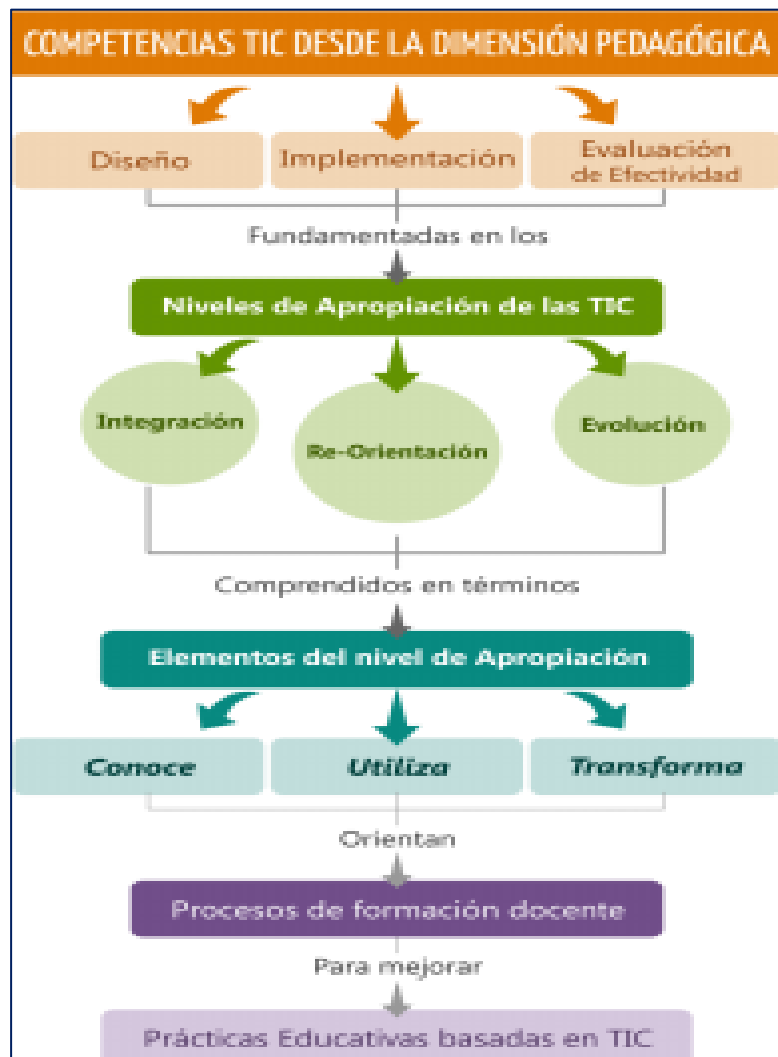 COMPETENCIAS TIC DESDE LA DIMENSIÓN PEDAGÓGICA
Diseño
Implementación
Evaluación
de Efectividad
Fundamentadas en los
Niveles de Apropiación de las TIC
Integración
Re-Orientación
Evolución
Comprendidos en términos
Elementos del nivel de Apropiación
Conoce
Utiliza
Transforma
Orientan
Procesos de formación docente
Para mejorar
Prácticas Educativas basadas en TIC